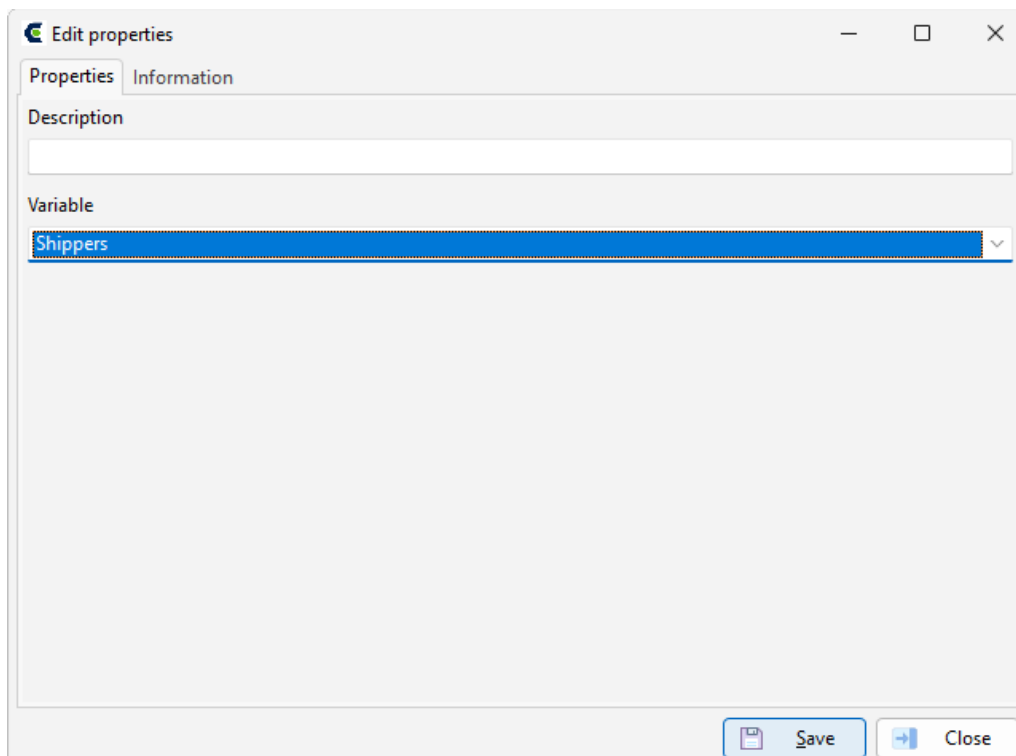 Edit properties
Properties Information
Description
Variable
Shippers
Save Close